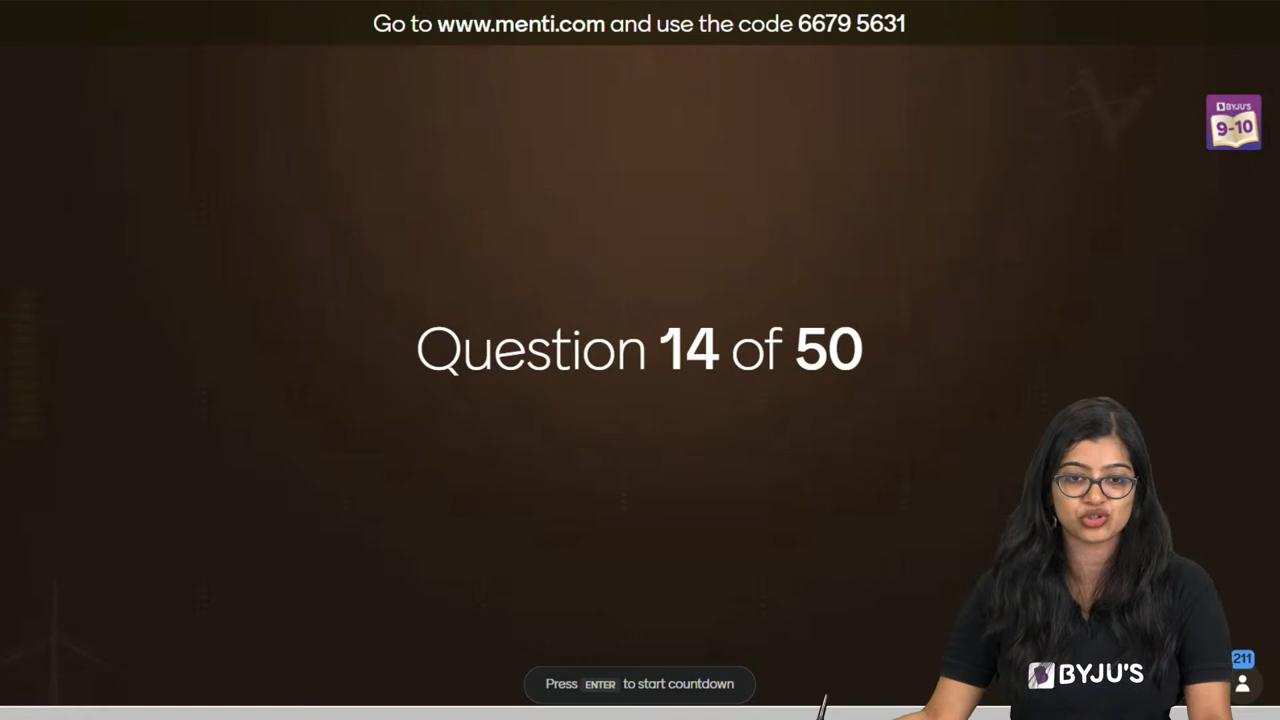 Go to www.menti.com and use the code 6679 5631
BYJU'S
9-10
Question 14 of 50
211
BYJU'S
Press ENTER to start countdown